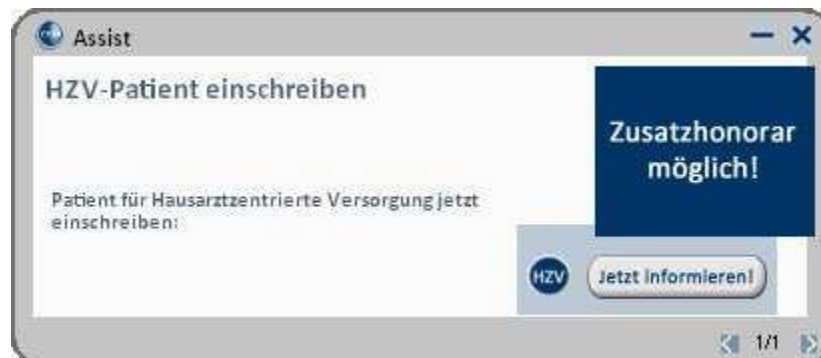 Assist
HZV-Patient einschreiben
Zusatzhonorar
möglich!
Patient für Hausarztzentrierte Versorgung jetzt
einschreiben:
HZV
Jetzt informieren!
1/1